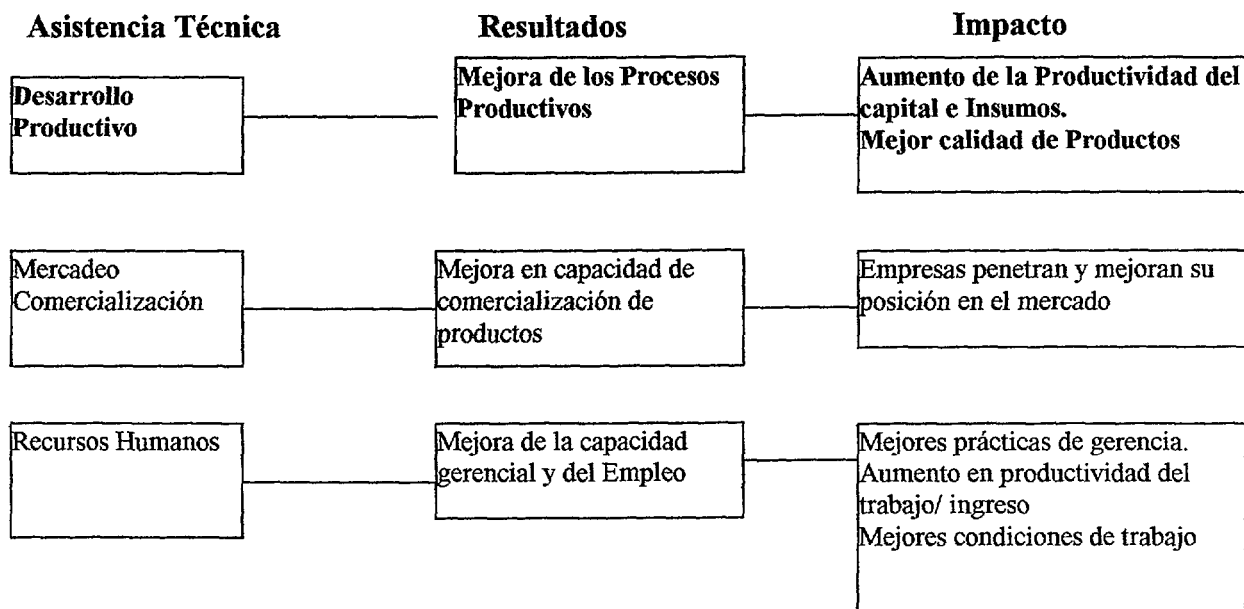 Asistencia Técnica
Resultados
Impacto
Desarrollo
Productivo
Mejora de los Procesos
Productivos
Aumento de la Productividad del
capital e Insumos.
Mejor calidad de Productos
Mercadeo
Comercialización
Mejora en capacidad de
comercialización de
productos
Empresas penetran y mejoran su
posición en el mercado
Recursos Humanos
Mejora de la capacidad
gerencial y del Empleo
Mejores prácticas de gerencia.
Aumento en productividad del
trabajo/ ingreso
Mejores condiciones de trabajo